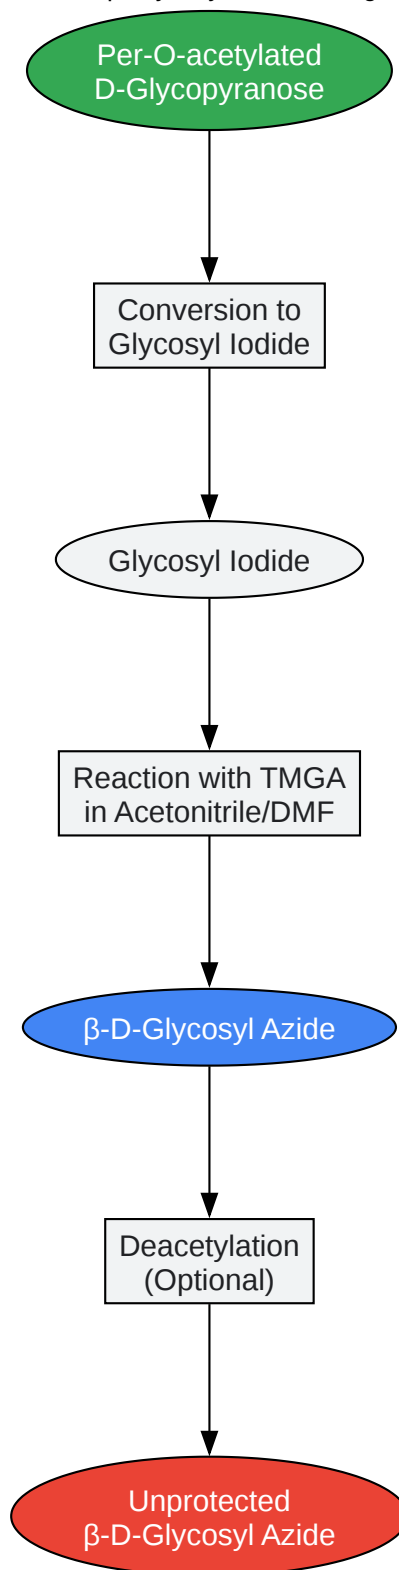 Per-O-acetylated
D-Glycopyranose
Conversion to
Glycosyl Iodide
Glycosyl Iodide
Reaction with TMGA
in Acetonitrile/DMF
β-D-Glycosyl Azide
Deacetylation
(Optional)
Unprotected
β-D-Glycosyl Azide